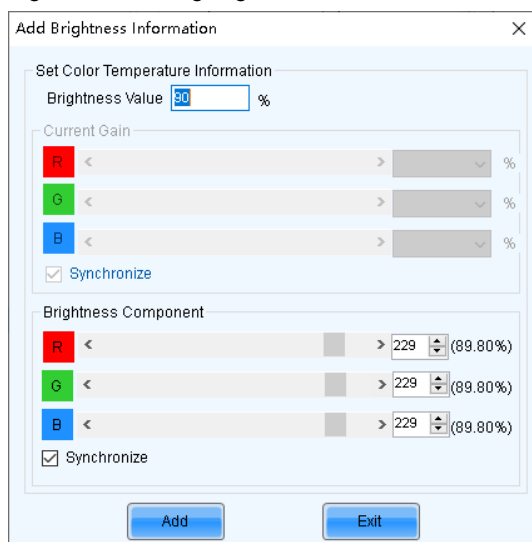 Add Brightness Information
Set Color Temperature Information
Brightness Value 90 %
Current Gain
R < > %
G < > %
B < > %
Synchronize
Brightness Component
R < > 229 (89.80%)
G < > 229 (89.80%)
B < > 229 (89.80%)
Synchronize
Add Exit